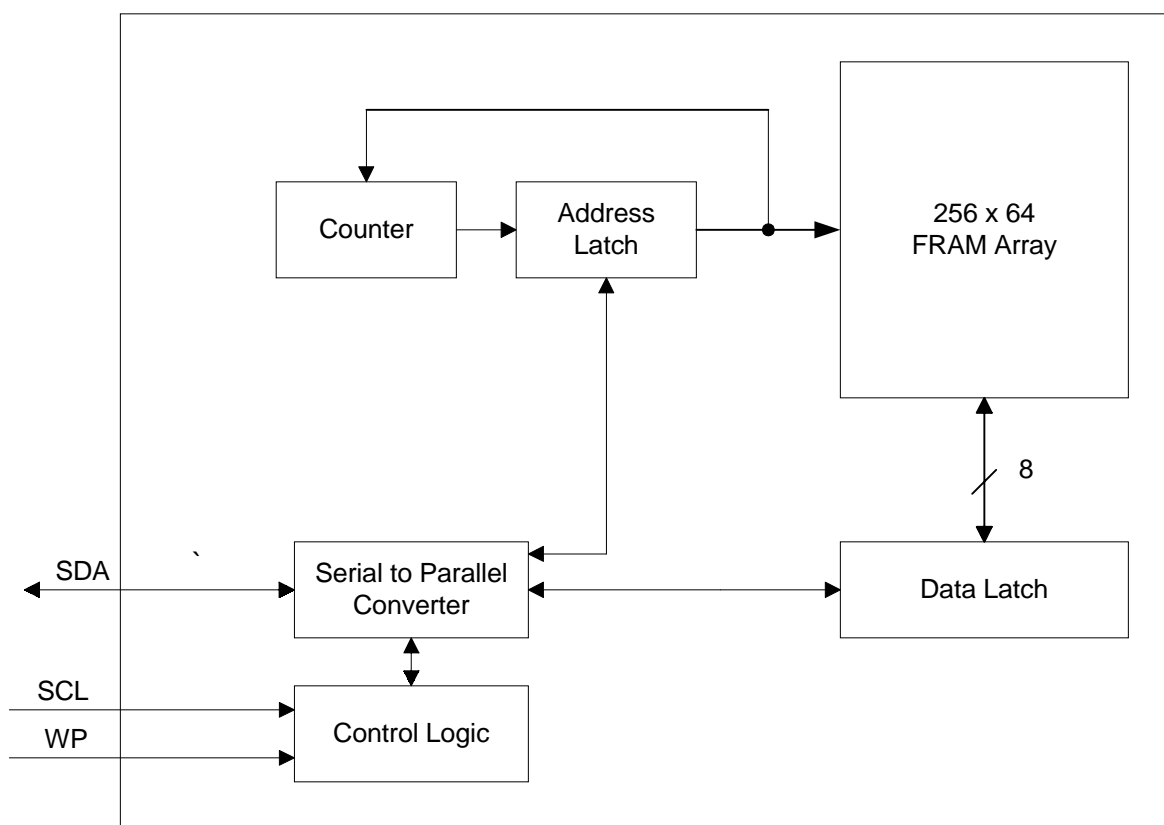 Counter
Address
Latch
256 x 64
FRAM Array
8
SDA
`
Serial to Parallel
Converter
Data Latch
SCL
WP
Control Logic